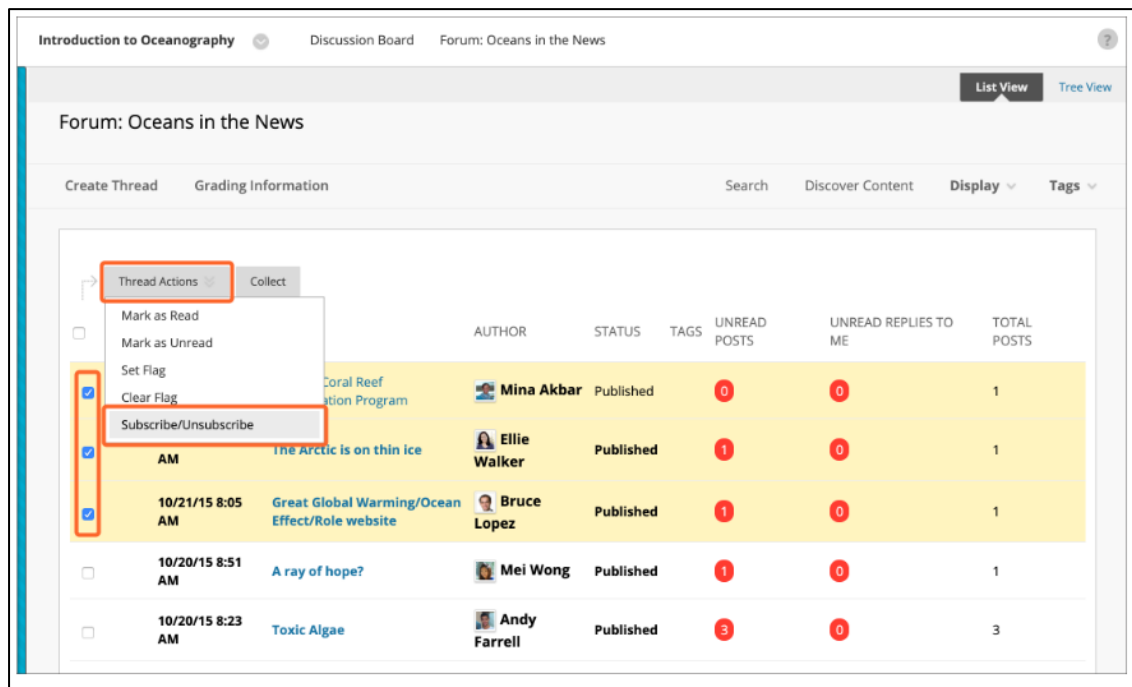 Introduction to Oceanography Discussion Board Forum: Oceans in the News ?
List View Tree View
Forum: Oceans in the News
Create Thread Grading Information Search Discover Content Display Tags
Thread Actions Collect
Mark as Read
Mark as Unread
Set Flag
Clear Flag
Subscribe/Unsubscribe
AUTHOR STATUS TAGS UNREAD POSTS UNREAD REPLIES TO ME TOTAL POSTS
Coral Reef
Program
Mina Akbar Published 0 0 1
AM
The Arctic is on thin ice
Ellie
Walker
Published 1 0 1
10/21/15 8:05
AM
Great Global Warming/Ocean
Effect/Role website
Bruce
Lopez
Published 1 0 1
10/20/15 8:51
AM
A ray of hope?
Mei Wong
Published 1 0 1
10/20/15 8:23
AM
Toxic Algae
Andy
Farrell
Published 3 0 3